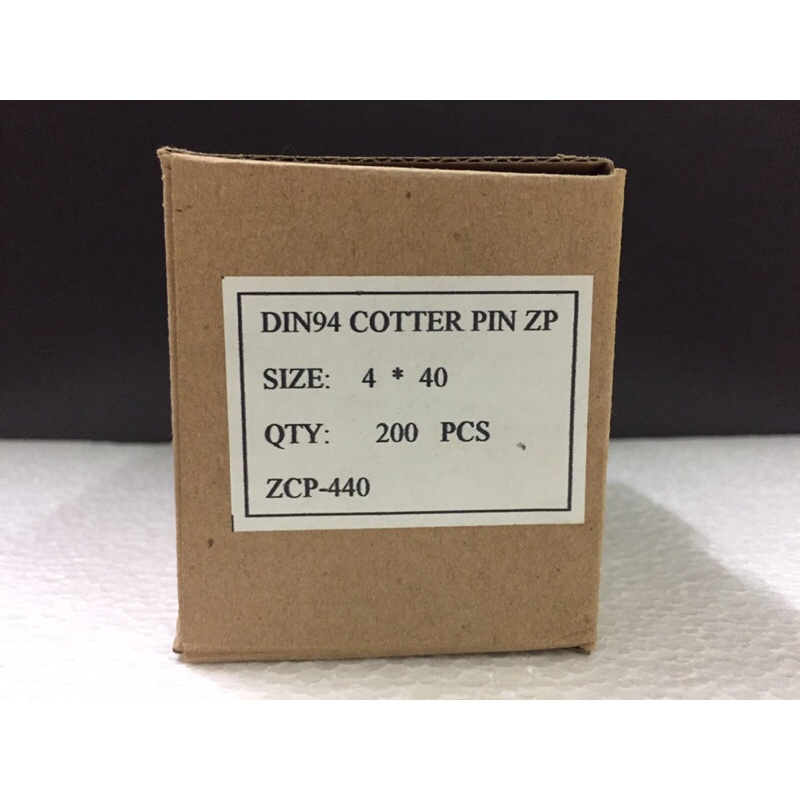 DIN94 COTTER PIN ZP
SIZE: 4 * 40
QTY: 200 PCS
ZCP-440